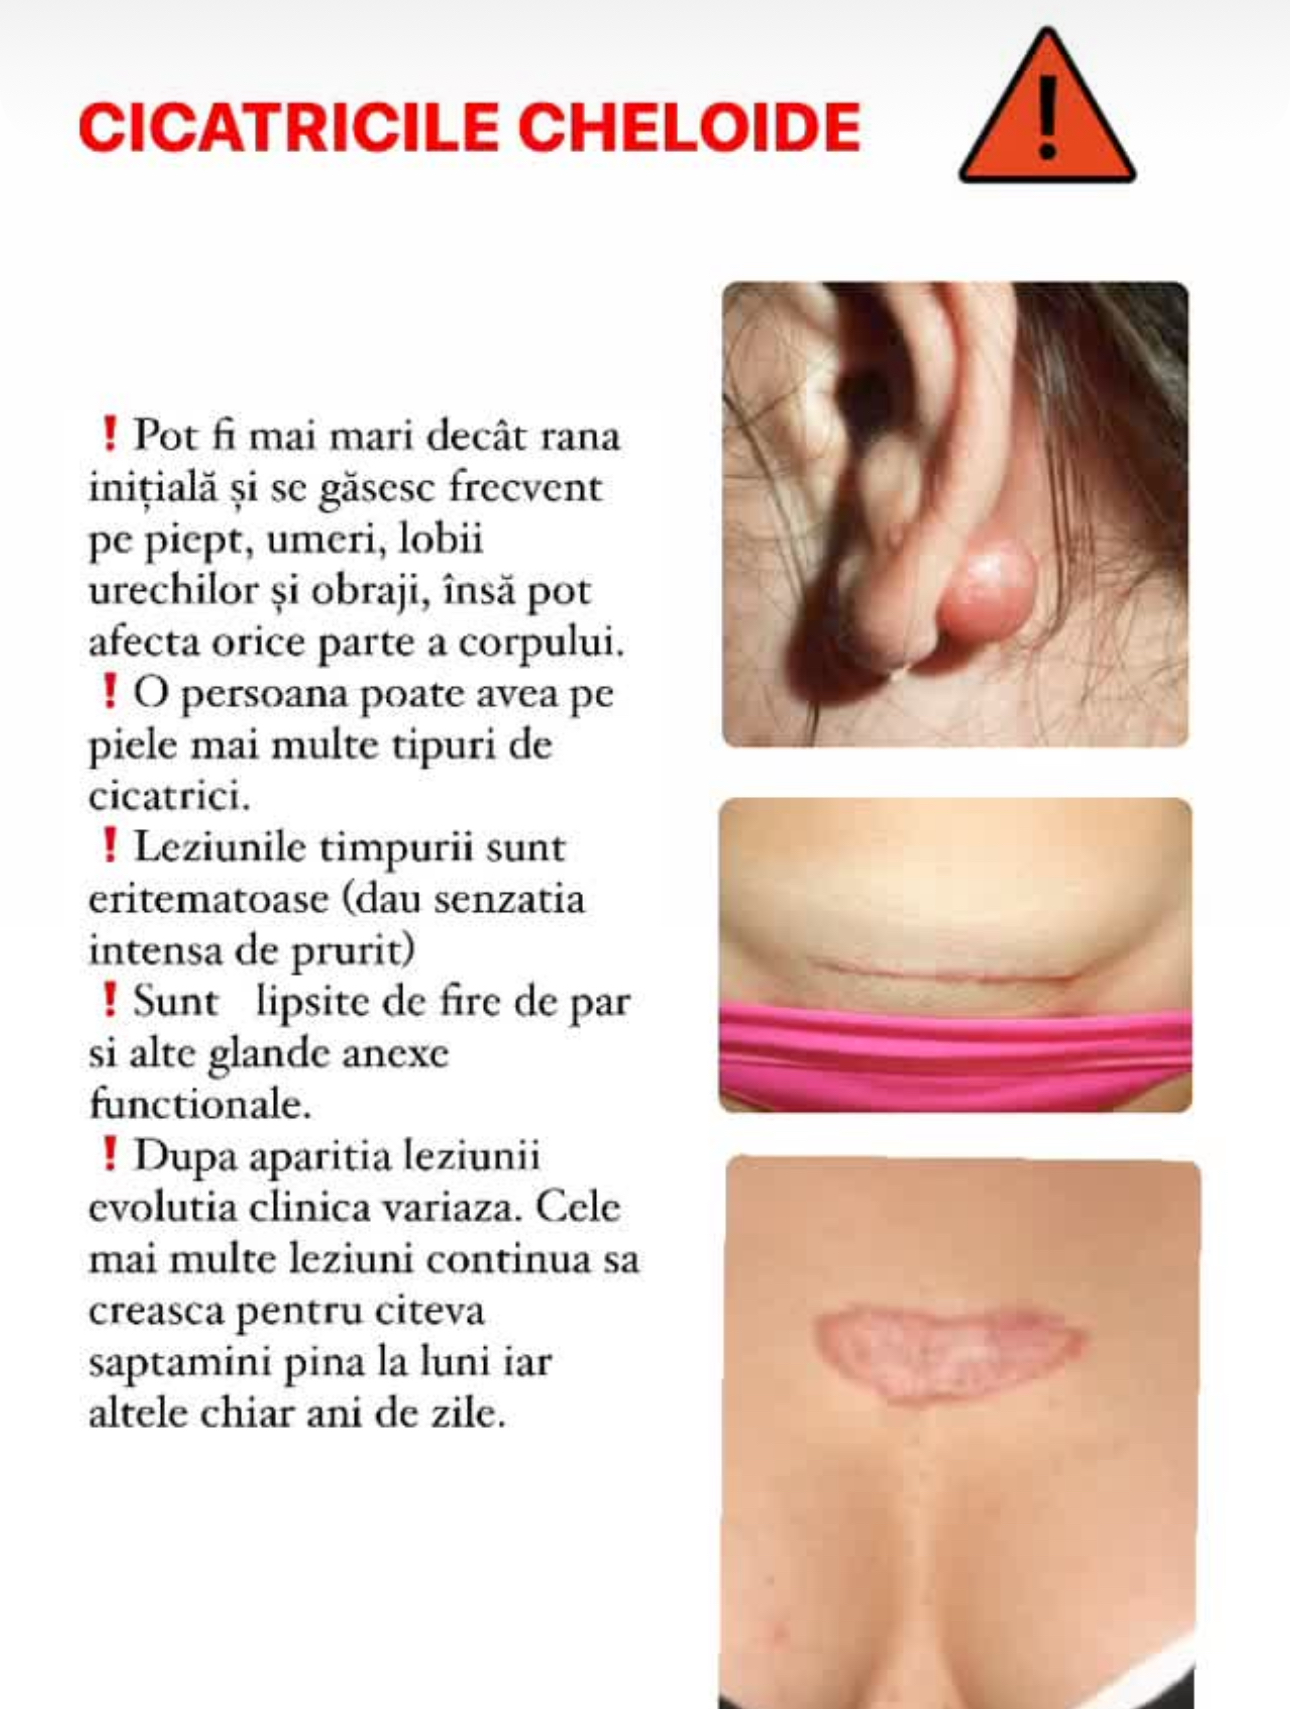 CICATRICILE CHELOIDE
❗ Pot fi mai mari decât rana
inițială și se găsesc frecvent
pe piept, umeri, lobii
urechilor și obraji, însă pot
afecta orice parte a corpului.
❗ O persoana poate avea pe
piele mai multe tipuri de
cicatrici.
❗ Leziunile timpurii sunt
eritematoase (dau senzatia
intensa de prurit)
❗ Sunt lipsite de fire de par
si alte glande anexe
functionale.
❗ Dupa aparitia leziunii
evolutia clinica variaza. Cele
mai multe leziuni continua sa
creasca pentru citeva
saptamini pina la luni iar
altele chiar ani de zile.